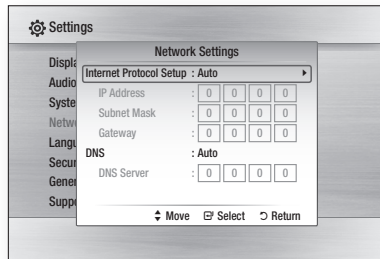 Settings
Network Settings
Internet Protocol Setup : Auto
IP Address : 0 0 0 0
Subnet Mask : 0 0 0 0
Gateway : 0 0 0 0
DNS : Auto
DNS Server : 0 0 0 0
Move Select Return
Displa
Audio
Syste
Netwo
Langu
Secur
Gener
Suppo